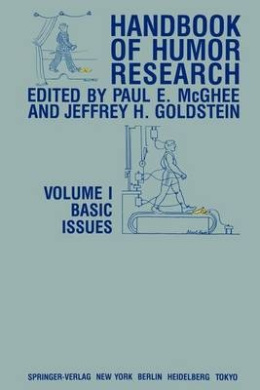 HANDBOOK
OF HUMOR
RESEARCH
EDITED BY PAUL E. McGHEE
AND JEFFREY H. GOLDSTEIN
VOLUME I
BASIC
ISSUES
SPRINGER-VERLAG NEW YORK BERLIN HEIDELBERG TOKYO